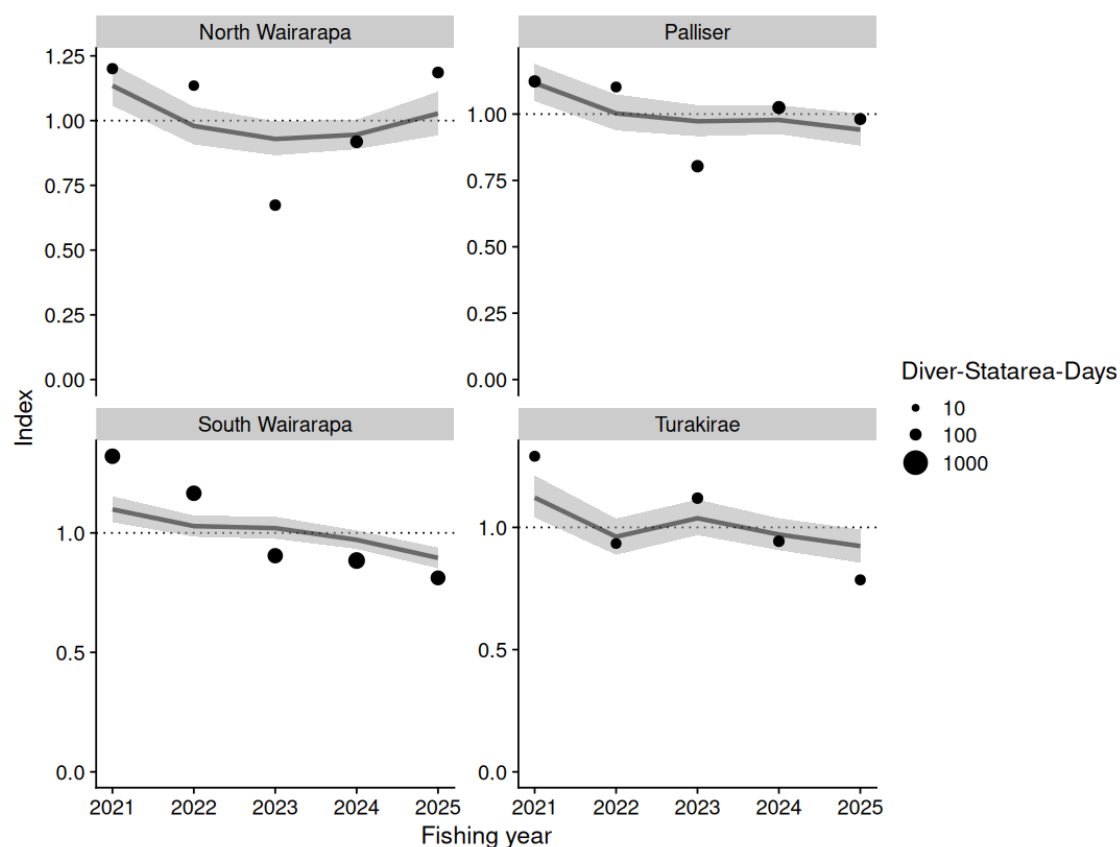 North Wairarapa
Palliser
1.25
1.00
0.75
0.50
0.25
0.00
1.00
0.75
0.50
0.25
0.00
South Wairarapa
Turakirae
1.0
0.5
0.0
1.0
0.5
0.0
2021 2022 2023 2024 2025
2021 2022 2023 2024 2025
Index
Fishing year
Diver-Statarea-Days
10
100
1000